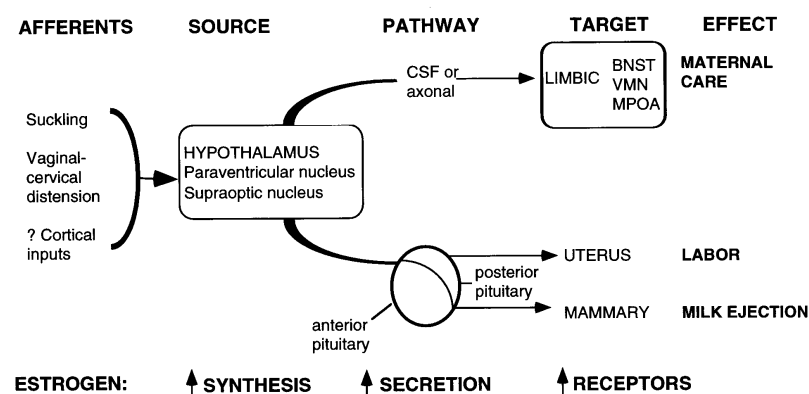 AFFERENTS SOURCE PATHWAY TARGET EFFECT
Suckling
Vaginal-
cervical
distension
? Cortical
inputs
HYPOTHALAMUS
Paraventricular nucleus
Supraoptic nucleus
CSF or
axonal
LIMBIC
BNST
VMN
MPOA
MATERNAL
CARE
anterior
pituitary
posterior
pituitary
UTERUS LABOR
MAMMARY MILK EJECTION
ESTROGEN: SYNTHESIS SECRETION RECEPTORS